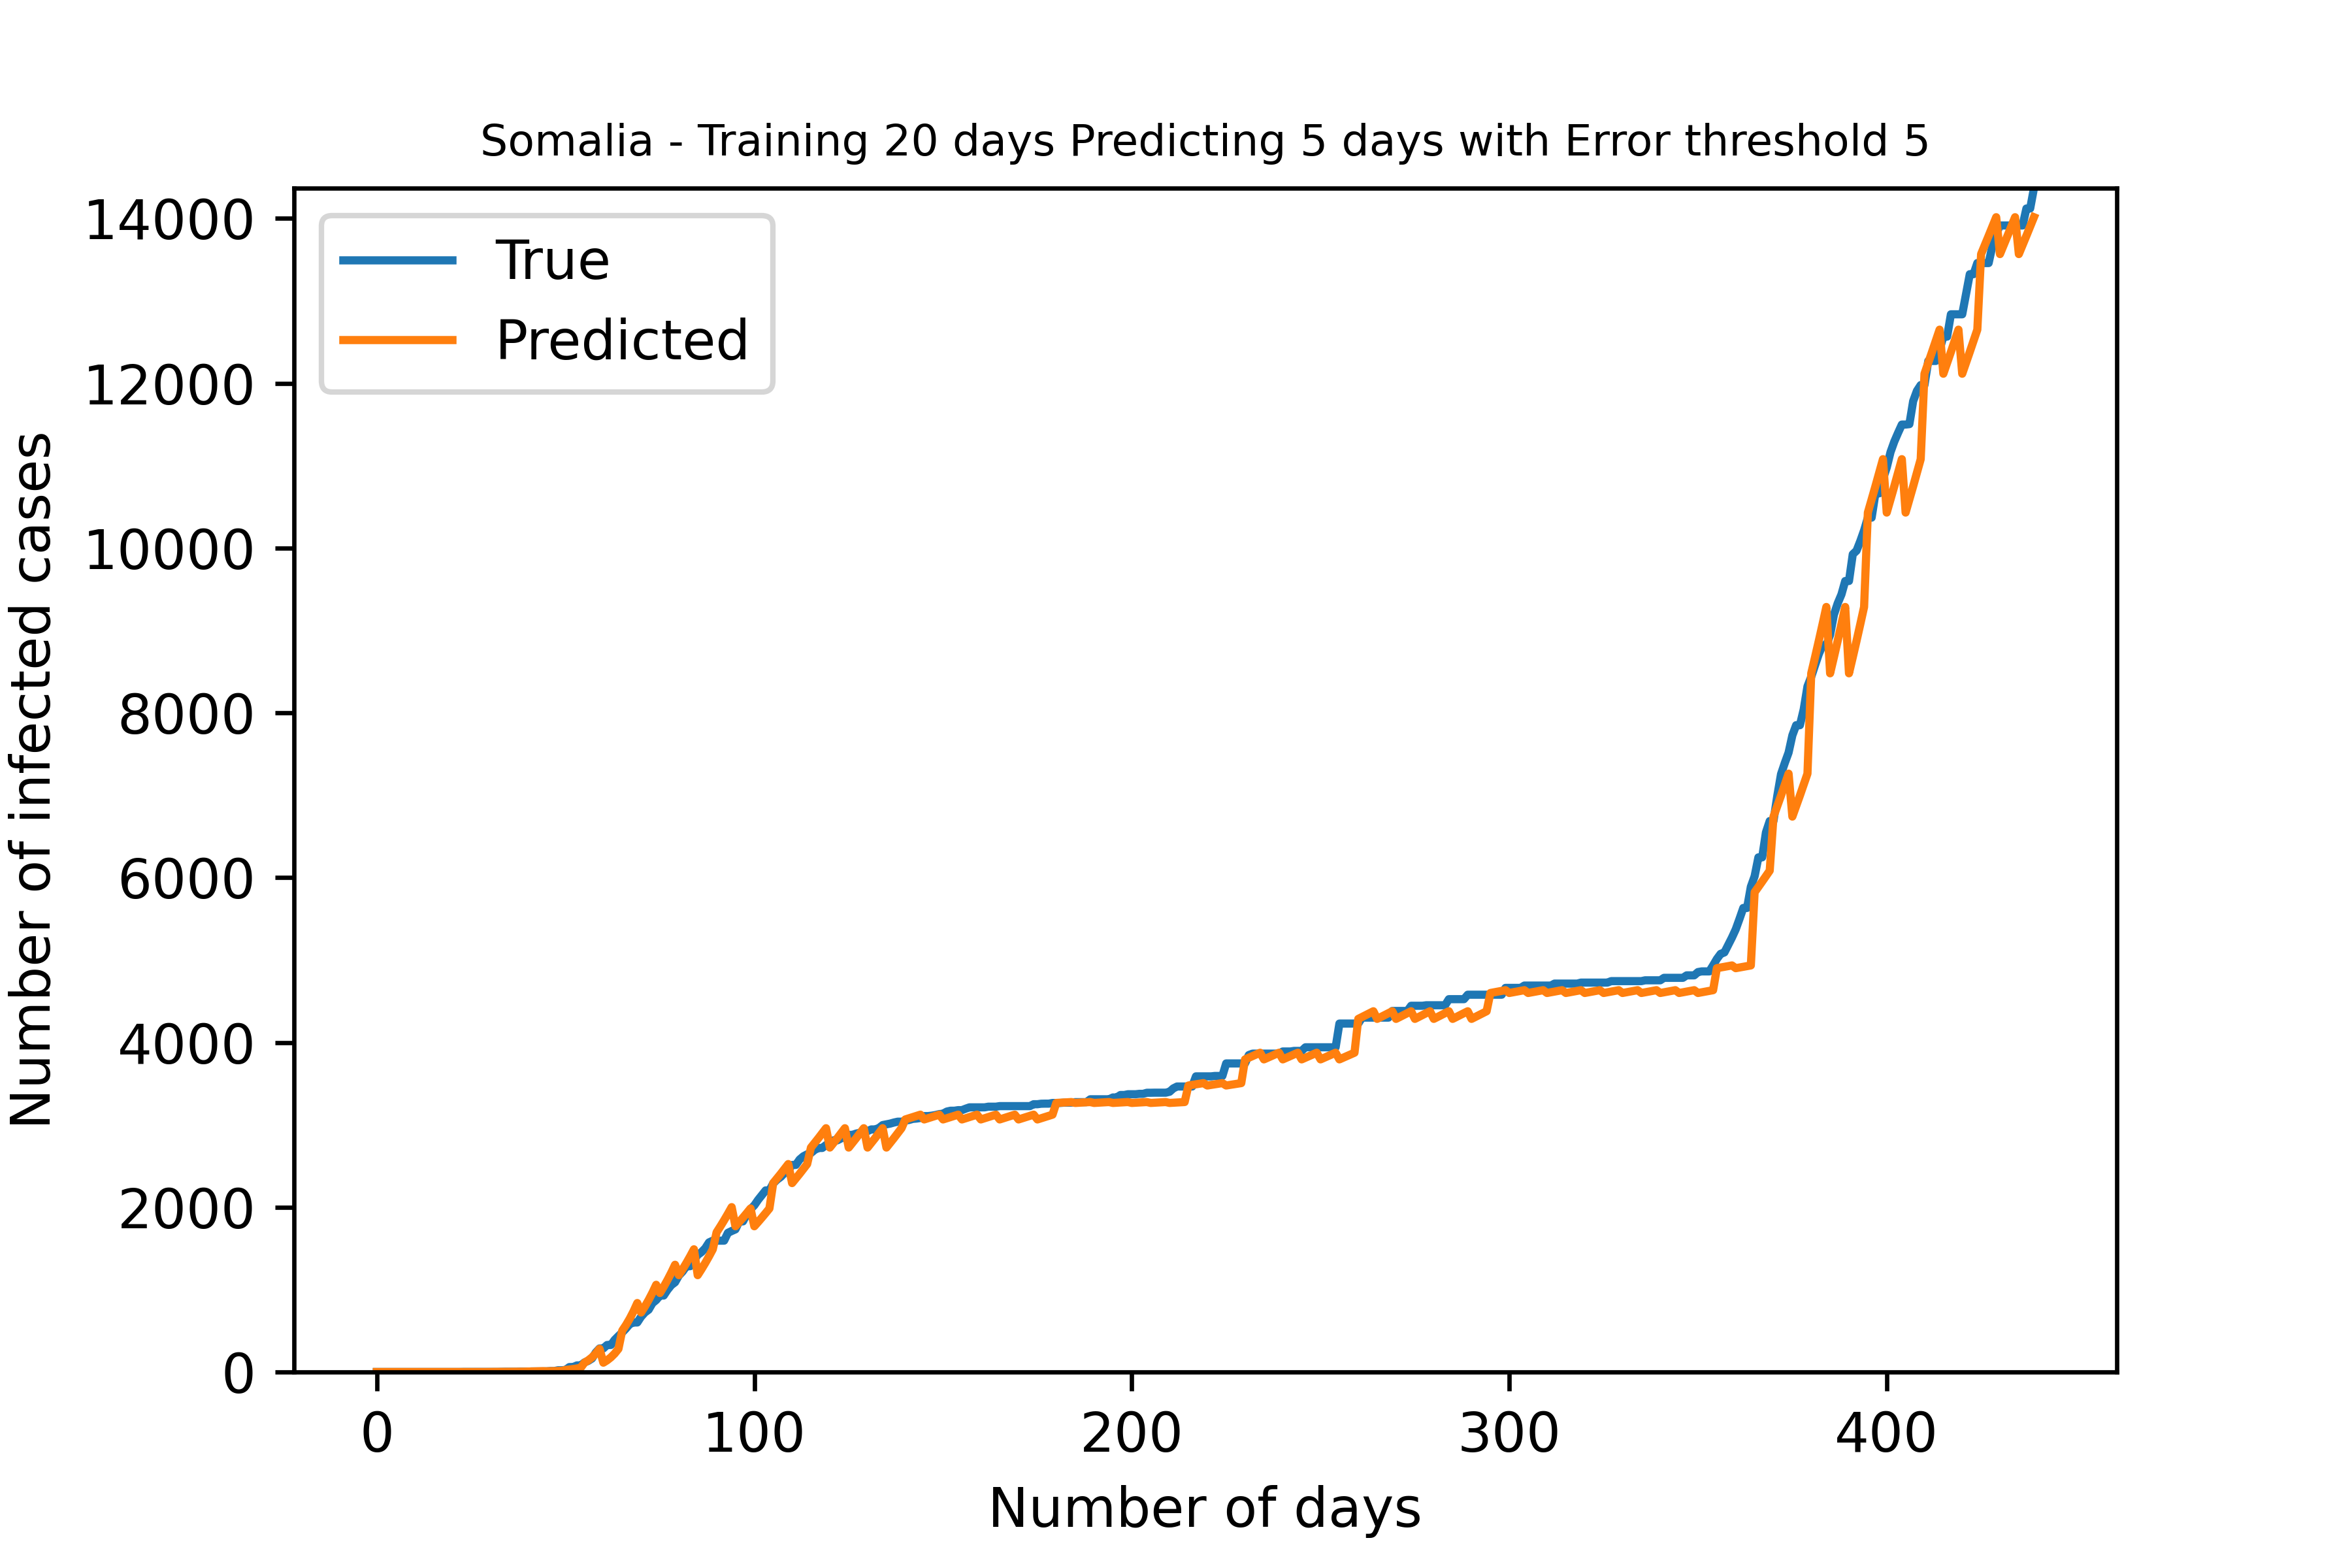 Somalia - Training 20 days Predicting 5 days with Error threshold 5
True
Predicted
14000
12000
10000
8000
6000
4000
2000
0
Number of infected cases
0 100 200 300 400
Number of days